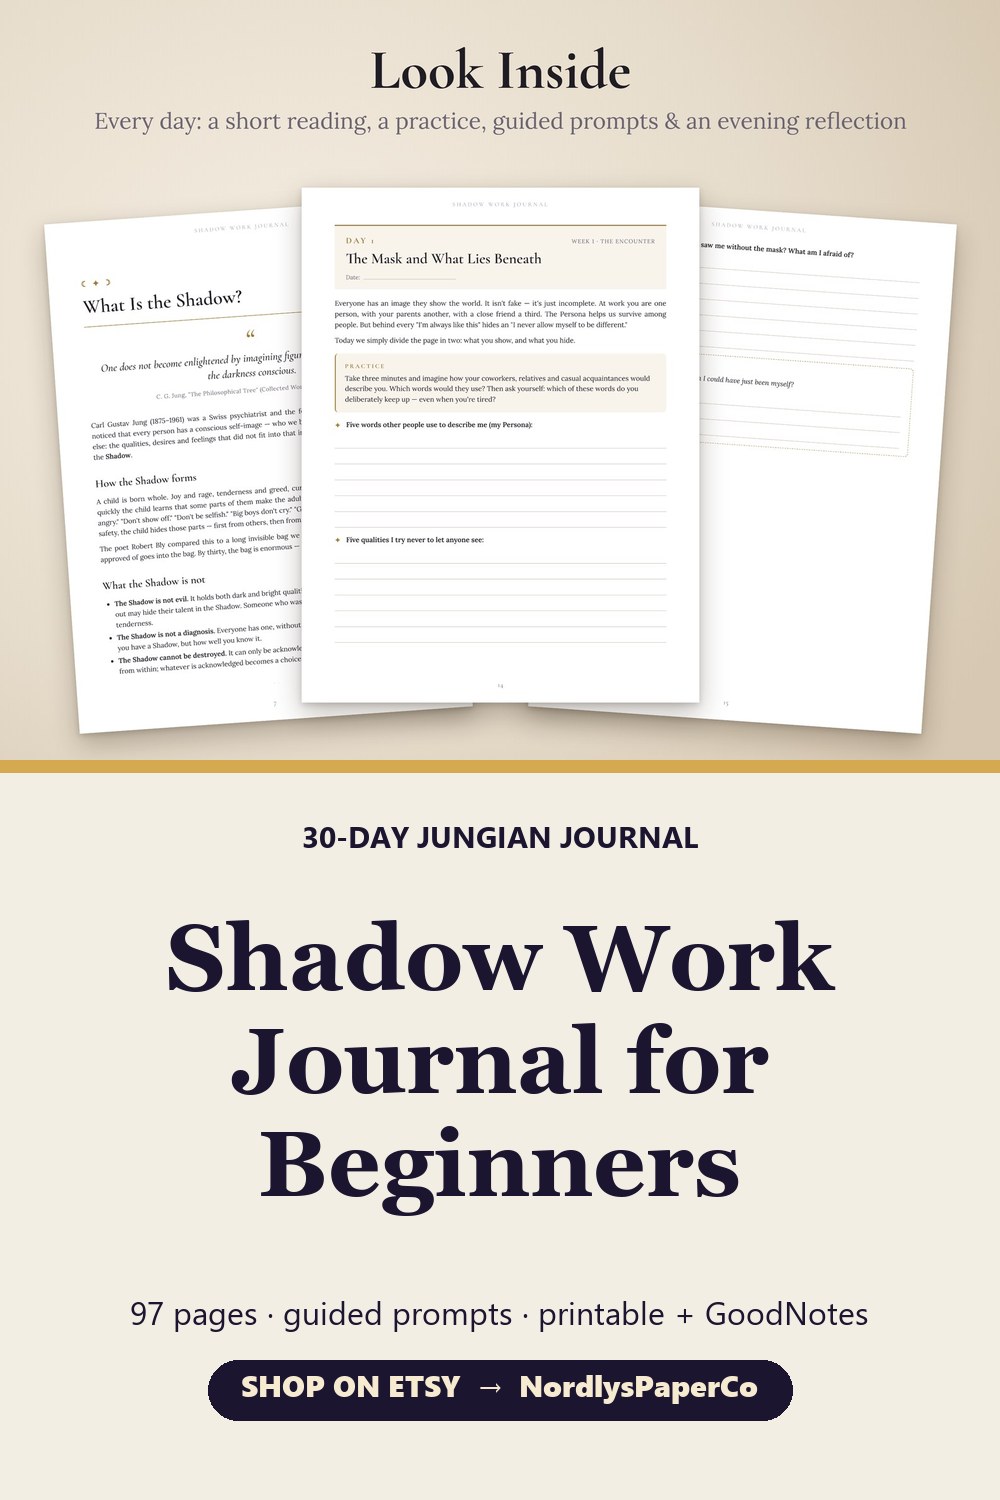 Look Inside
Every day: a short reading, a practice, guided prompts & an evening reflection
SHADOW WORK JOURNAL
What Is the Shadow?
“
One does not become enlightened by imagining
the darkness conscious.
C. G. Jung, "The Philosophical Tree" (Collected
Carl Gustav Jung (1875–1961) was a Swiss psychiatrist and the
noticed that every person has a conscious self-image — who we
else: the qualities, desires and feelings that did not fit into that
the Shadow.
How the Shadow forms
A child is born whole. Joy and rage, tenderness and greed,
quickly the child learns that some parts of them make the
angry." "Don't show off." "Don't be selfish." "Big boys don't cry."
safety, the child hides those parts — first from others, then from
The poet Robert Bly compared this to a long invisible bag we
approved of goes into the bag. By thirty, the bag is enormous —
What the Shadow is not
• The Shadow is not evil. It holds both dark and bright
out may hide their talent in the Shadow. Someone who was
tenderness.
• The Shadow is not a diagnosis. Everyone has one, without
you have a Shadow, but how well you know it.
• The Shadow cannot be destroyed. It can only be
from within; whatever is acknowledged becomes a choice
7
SHADOW WORK JOURNAL
DAY 1
WEEK 1 · THE ENCOUNTER
The Mask and What Lies Beneath
Date:
Everyone has an image they show the world. It isn't fake — it's just incomplete. At work you are one
person, with your parents another, with a close friend a third. The Persona helps us survive among
people. But behind every "I'm always like this" hides an "I never allow myself to be different."
Today we simply divide the page in two: what you show, and what you hide.
PRACTICE
Take three minutes and imagine how your coworkers, relatives and casual acquaintances would
describe you. Which words would they use? Then ask yourself: which of these words do you
deliberately keep up — even when you're tired?
Five words other people use to describe me (my Persona):
Five qualities I try never to let anyone see:
14
SHADOW WORK JOURNAL
saw me without the mask? What am I afraid of?
I could have just been myself?
15
30-DAY JUNGIAN JOURNAL
Shadow Work
Journal for
Beginners
97 pages · guided prompts · printable + GoodNotes
SHOP ON ETSY → NordlysPaperCo